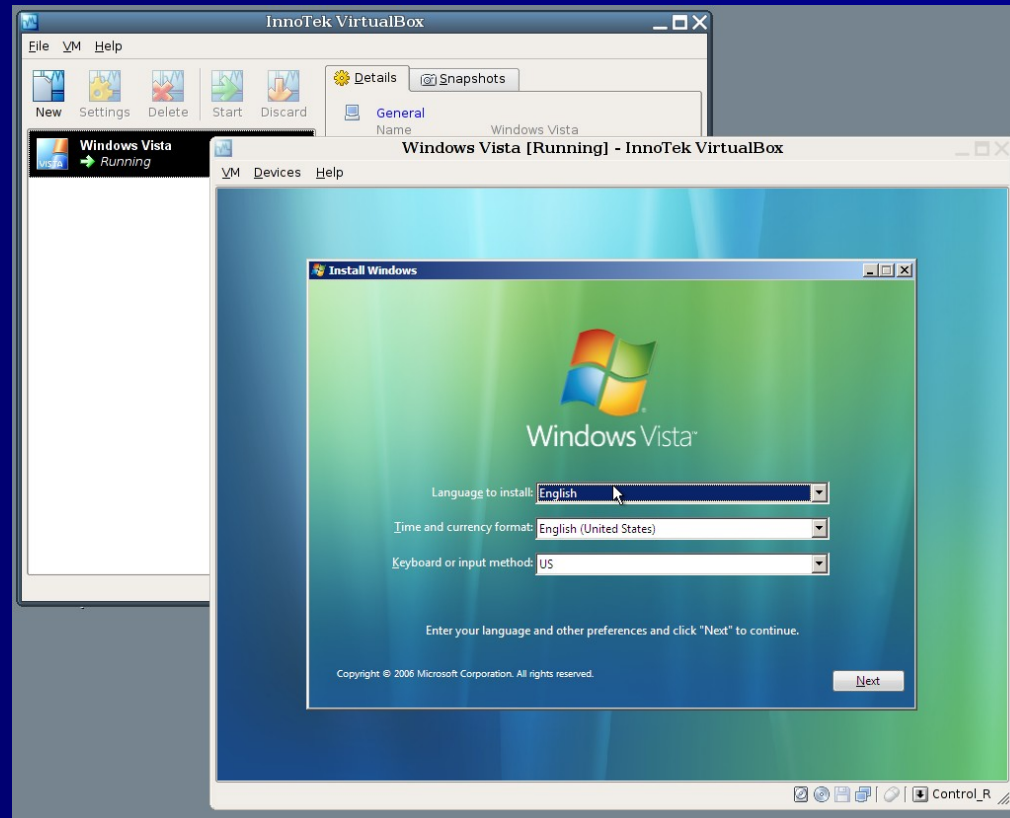 InnoTek VirtualBox
File VM Help
Details Snapshots
New Settings Delete Start Discard
General
Name Windows Vista
Windows Vista
Running
VISTA
Windows Vista [Running] - InnoTek VirtualBox
VM Devices Help
Install Windows
Windows Vista™
Language to install: English
Time and currency format: English (United States)
Keyboard or input method: US
Enter your language and other preferences and click "Next" to continue.
Copyright © 2006 Microsoft Corporation. All rights reserved.
Next
Control_R